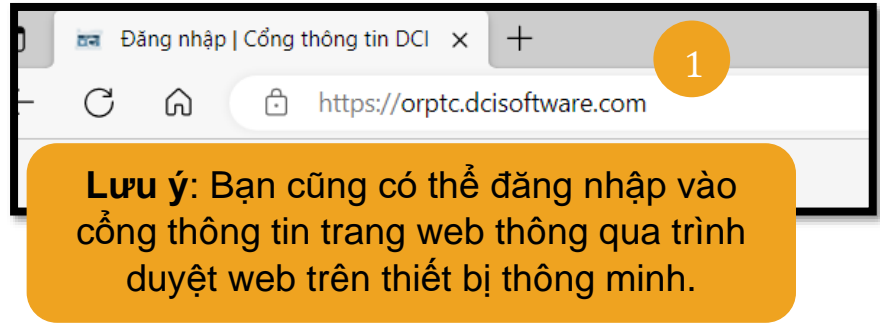 Đăng nhập | Cổng thông tin DCI
1
https://orptc.dcisoftware.com
Lưu ý: Bạn cũng có thể đăng nhập vào
cổng thông tin trang web thông qua trình
duyệt web trên thiết bị thông minh.